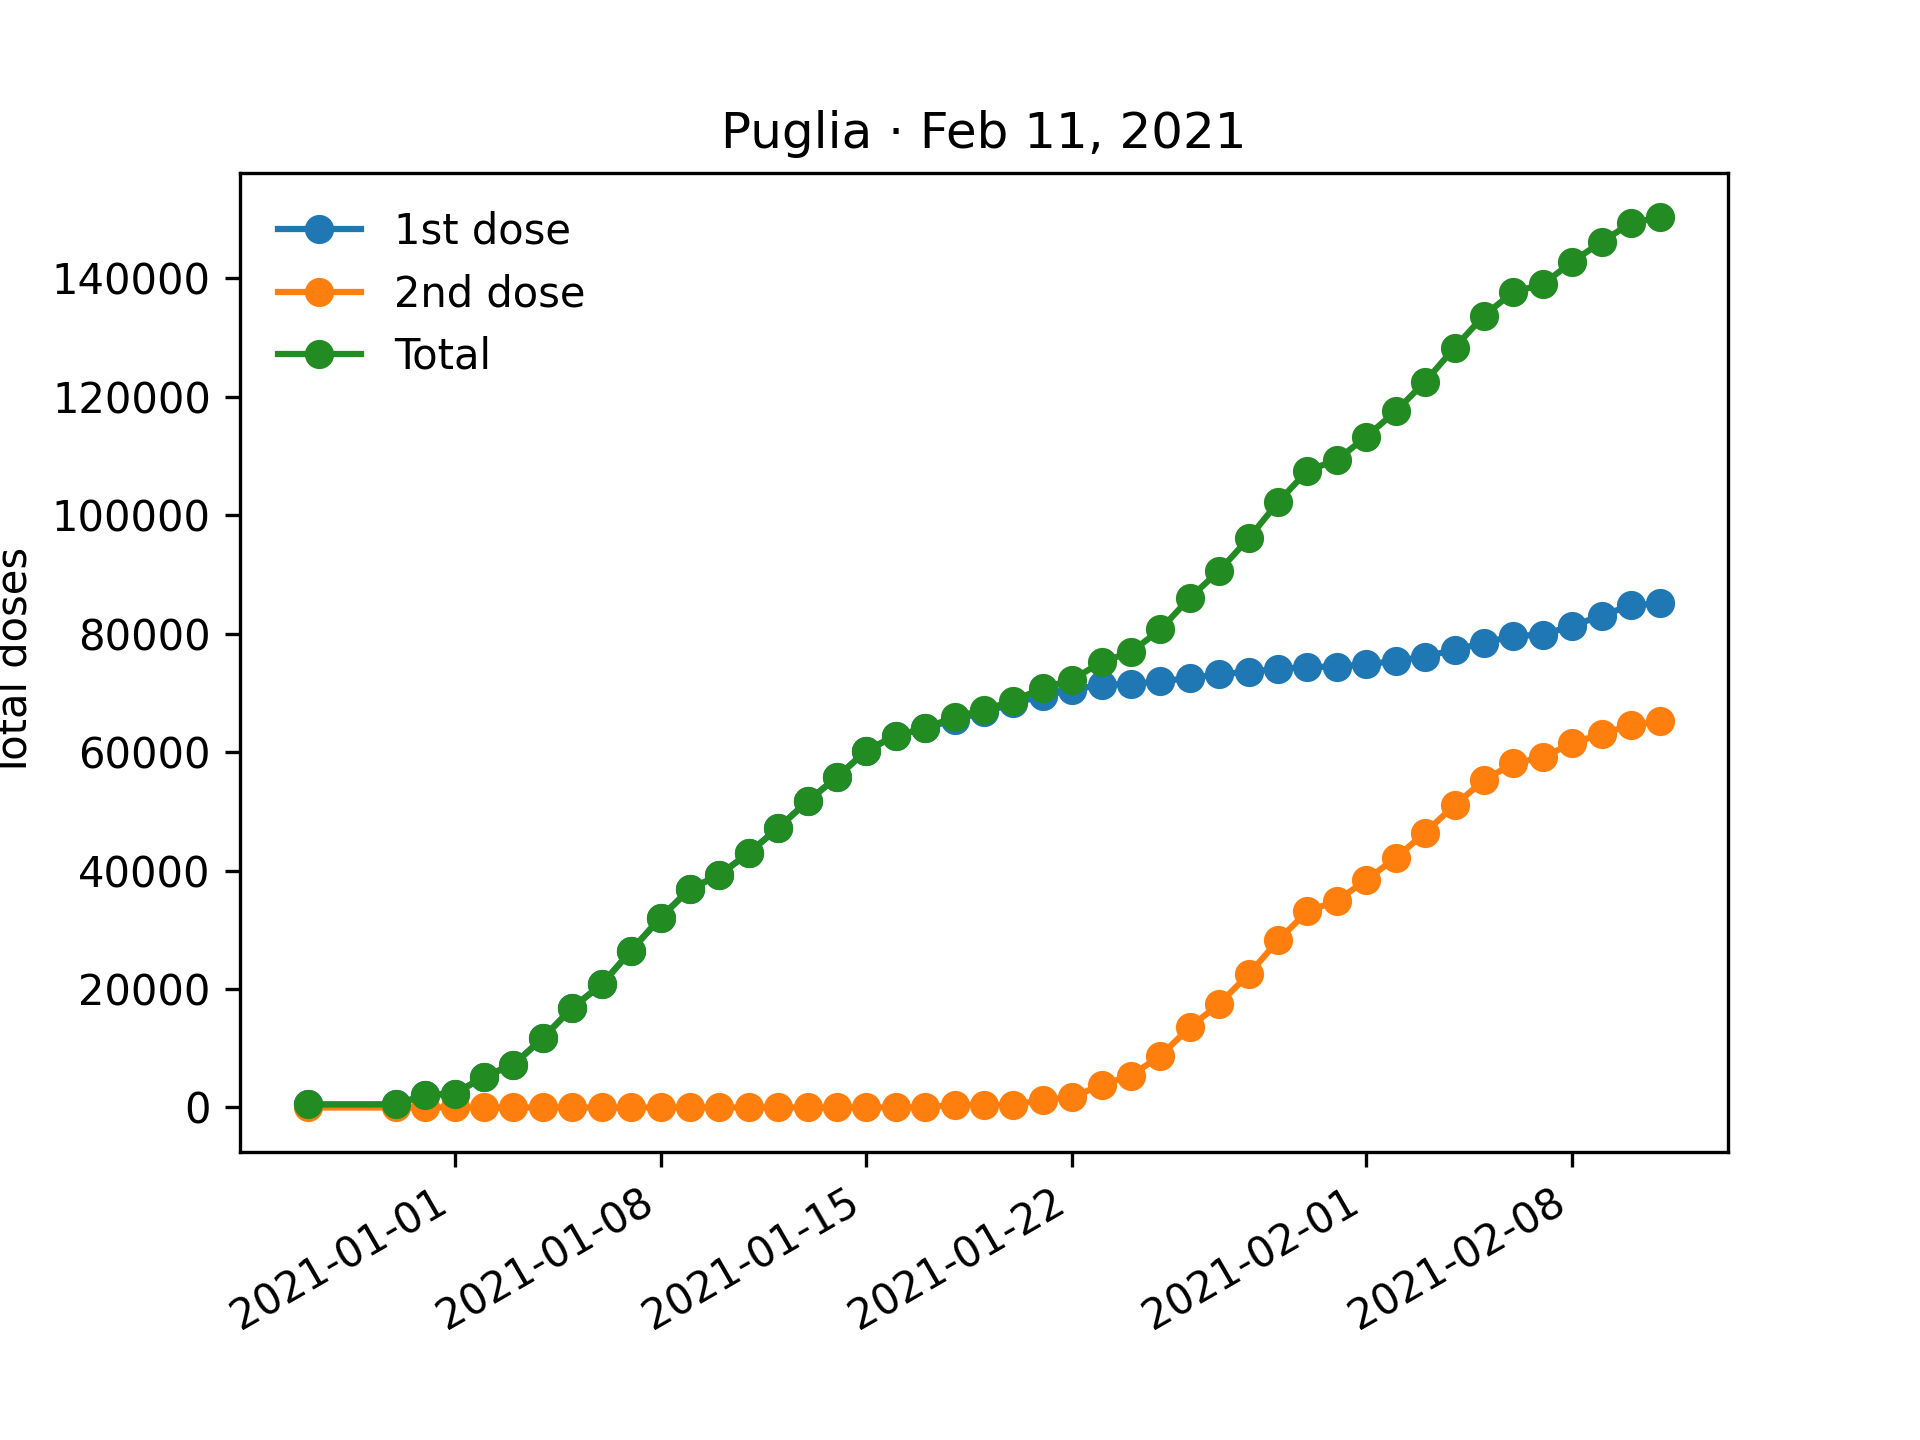 Puglia · Feb 11, 2021
1st dose
2nd dose
Total
140000
120000
100000
80000
60000
40000
20000
0
Total doses
2021-01-01
2021-01-08
2021-01-15
2021-01-22
2021-02-01
2021-02-08